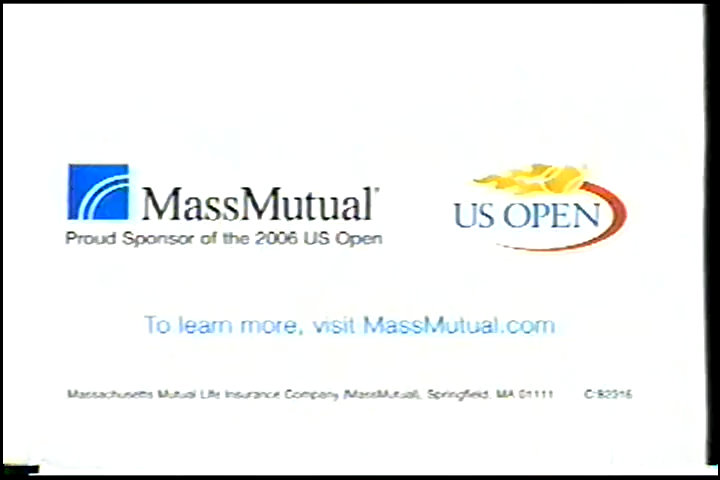 MassMutual®
Proud Sponsor of the 2006 US Open
US OPEN
To learn more, visit MassMutual.com
Massachusetts Mutual Life Insurance Company (MassMutual), Springfield, MA 01111